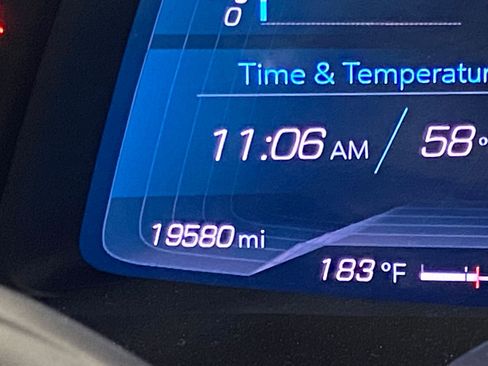 0
Time & Temperatur
11:06 AM / 58°
19580 mi
183 °F